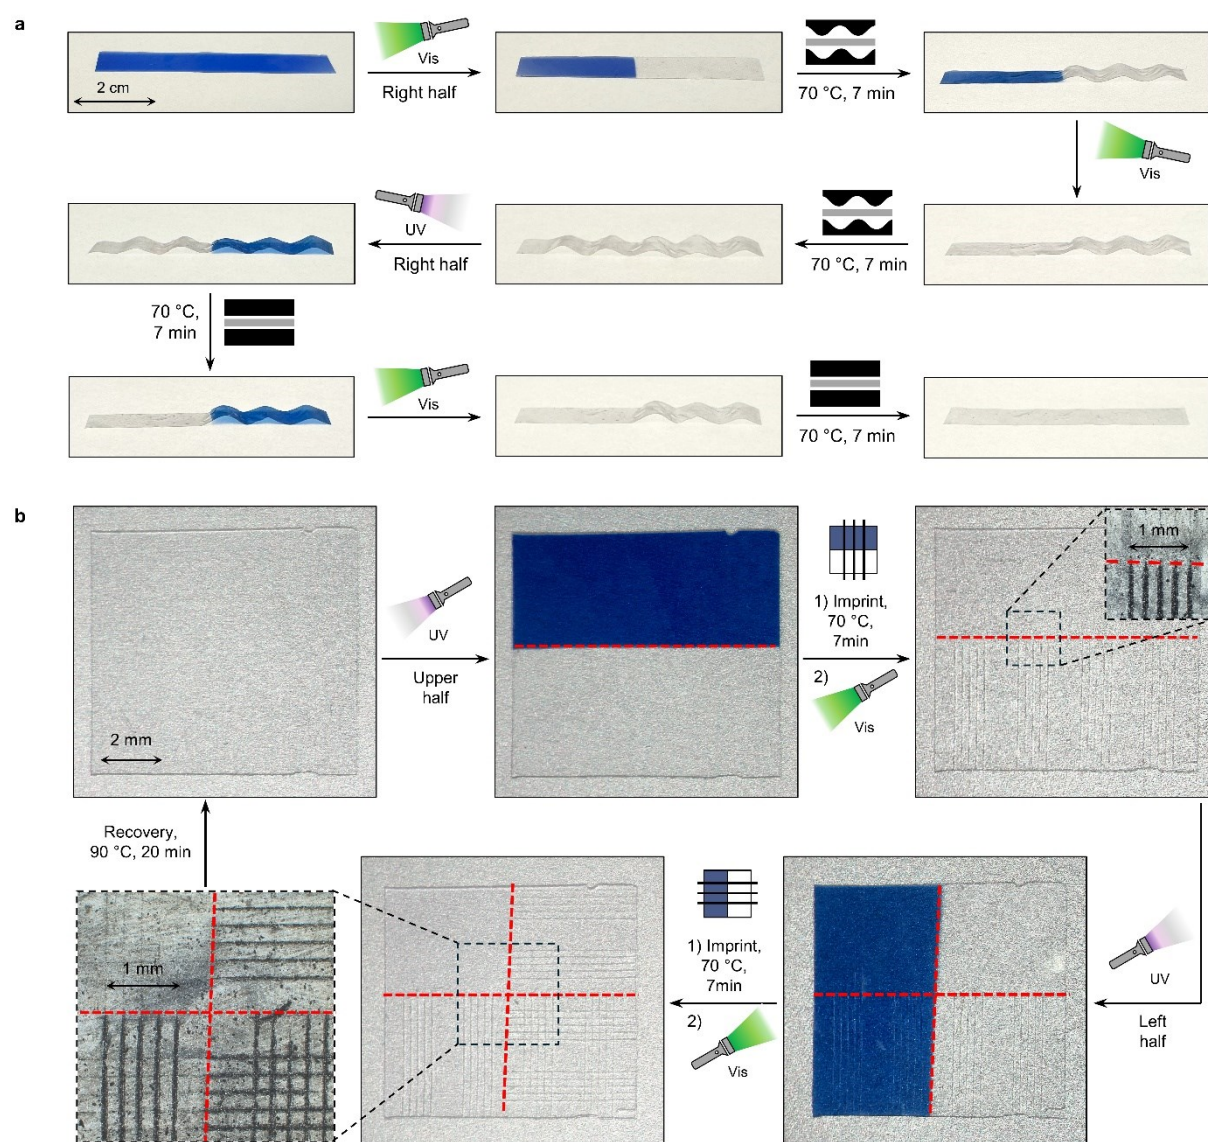 a
2 cm
Vis
Right half
70 °C, 7 min
Vis
UV
Right half
70 °C, 7 min
70 °C,
7 min
Vis
70 °C, 7 min
b
2 mm
UV
Upper
half
1) Imprint,
70 °C,
7min
2)
Vis
1 mm
Recovery,
90 °C, 20 min
1 mm
1) Imprint,
70 °C,
7min
2)
Vis
UV
Left
half